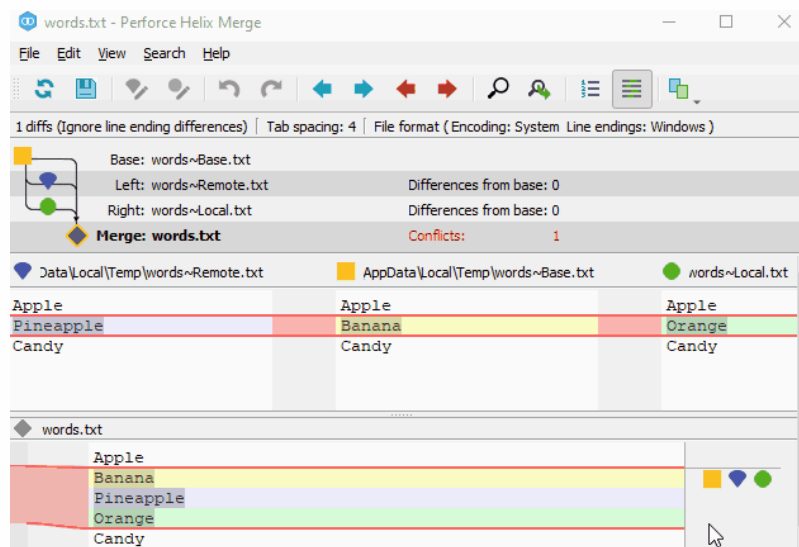 words.txt - Perforce Helix Merge
File Edit View Search Help
1 diffs (Ignore line ending differences) Tab spacing: 4 File format ( Encoding: System Line endings: Windows )
Base: words~Base.txt
Left: words~Remote.txt Differences from base: 0
Right: words~Local.txt Differences from base: 0
Merge: words.txt Conflicts: 1
Data\Local\Temp\words~Remote.txt AppData\Local\Temp\words~Base.txt words~Local.txt
Apple Apple Apple
Pineapple Banana Orange
Candy Candy Candy
words.txt
Apple
Banana
Pineapple
Orange
Candy